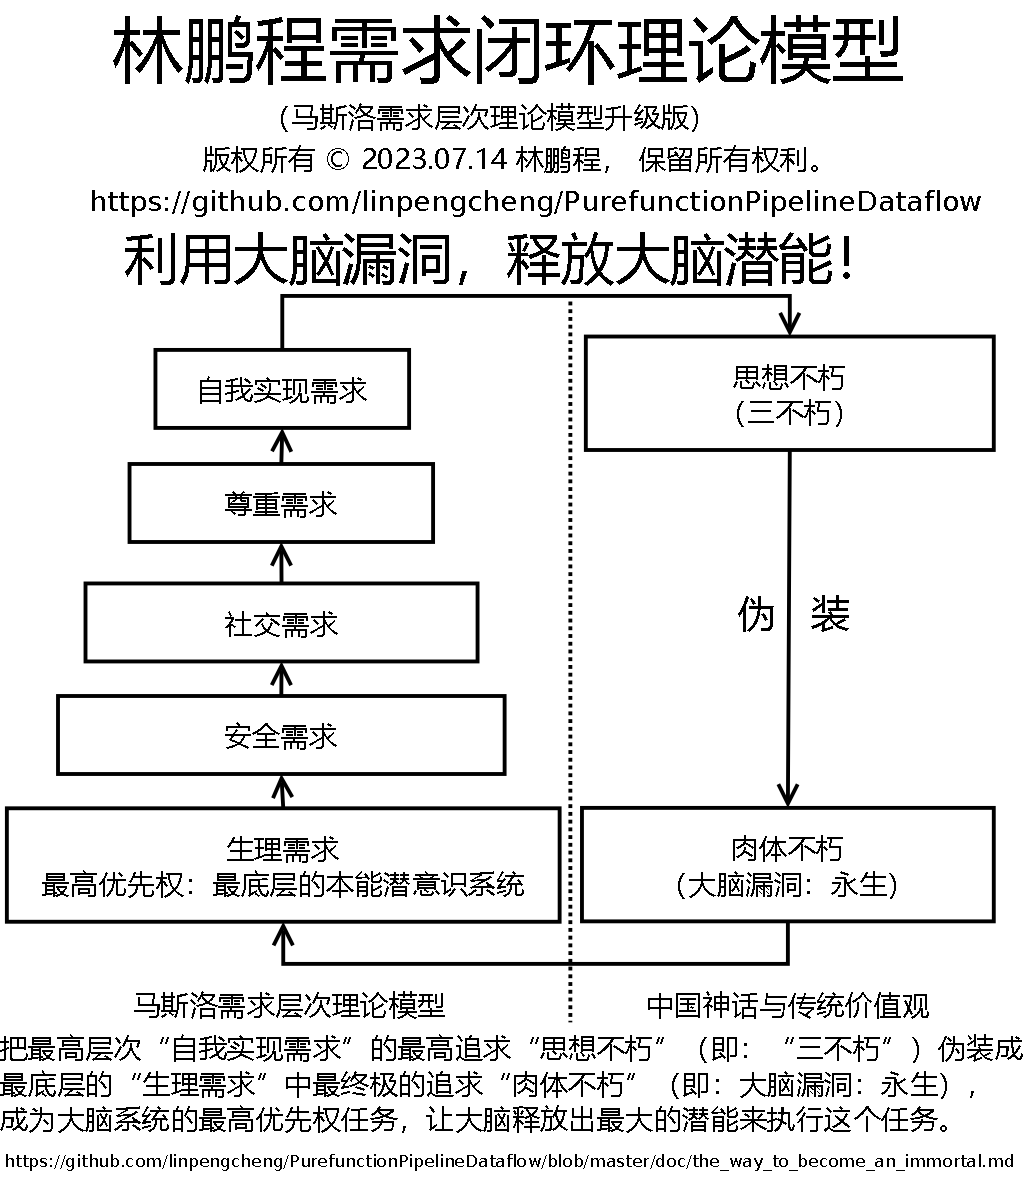 林鹏程需求闭环理论模型
（马斯洛需求层次理论模型升级版）
版权所有 © 2023.07.14 林鹏程， 保留所有权利。
https://github.com/linpengcheng/PurefunctionPipelineDataflow
利用大脑漏洞，释放大脑潜能！
自我实现需求
尊重需求
社交需求
安全需求
生理需求
最高优先权：最底层的本能潜意识系统
思想不朽
（三不朽）
伪 装
肉体不朽
（大脑漏洞：永生）
马斯洛需求层次理论模型
中国神话与传统价值观
把最高层次“自我实现需求”的最高追求“思想不朽”（即：“三不朽”）伪装成
最底层的“生理需求”中最终极的追求“肉体不朽”（即：大脑漏洞：永生），
成为大脑系统的最高优先权任务，让大脑释放出最大的潜能来执行这个任务。
https://github.com/linpengcheng/PurefunctionPipelineDataflow/blob/master/doc/the_way_to_become_an_immortal.md